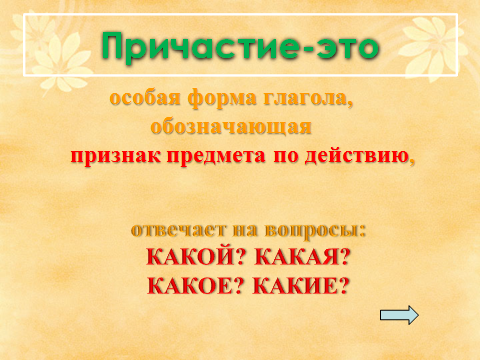 Причастие-это
особая форма глагола,
обозначающая
признак предмета по действию,
отвечает на вопросы:
КАКОЙ? КАКАЯ?
КАКОЕ? КАКИЕ?